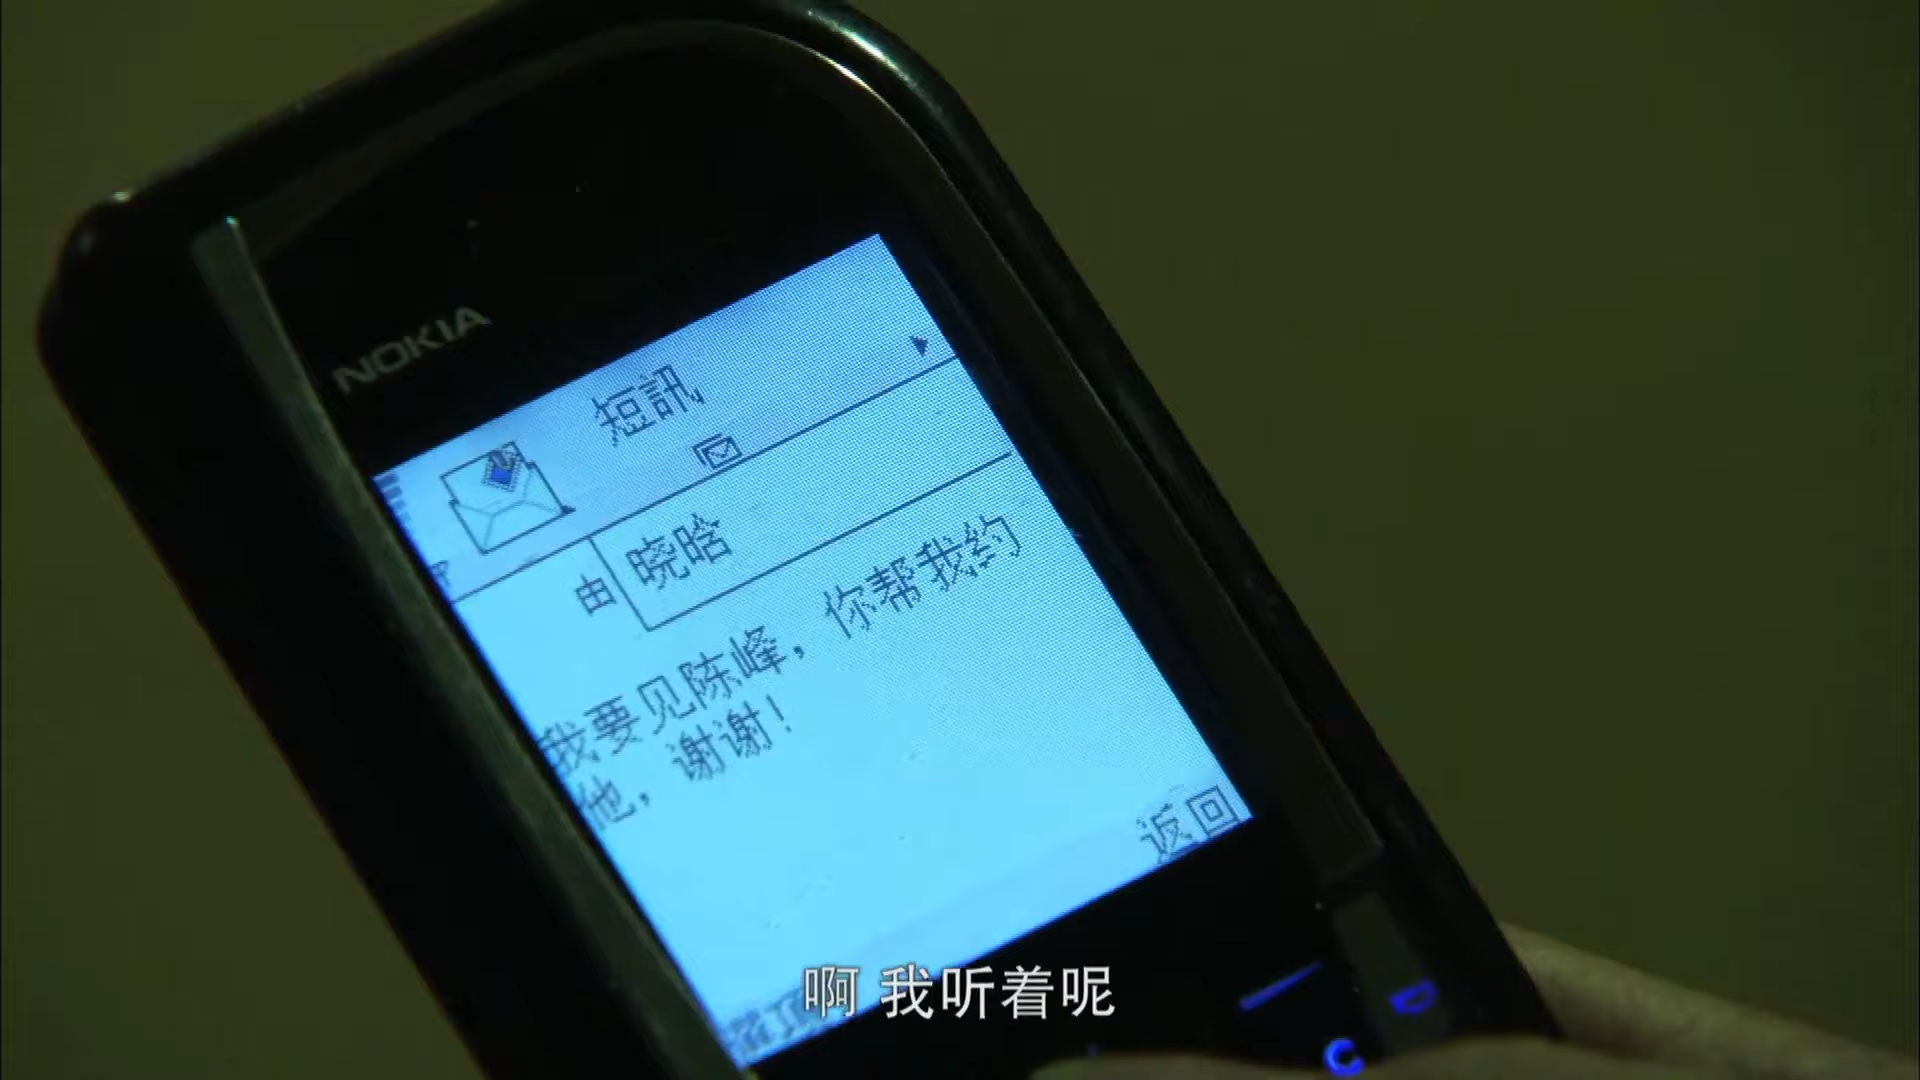 NOKIA
短訊
由
晓晗
我要见陈峰，你帮我约
他，谢谢！
返回
啊 我听着呢
C